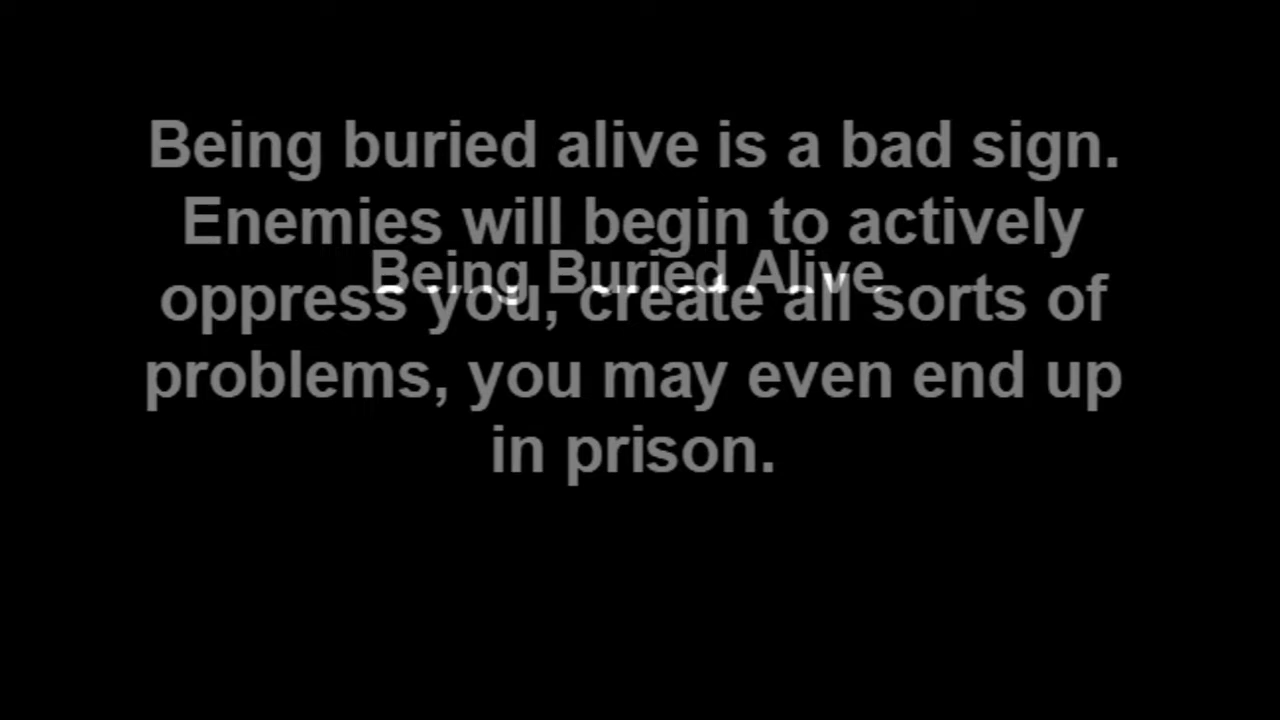 Being buried alive is a bad sign.
Enemies will begin to actively
Being Buried Alive.
oppress you, create all sorts of
problems, you may even end up
in prison.